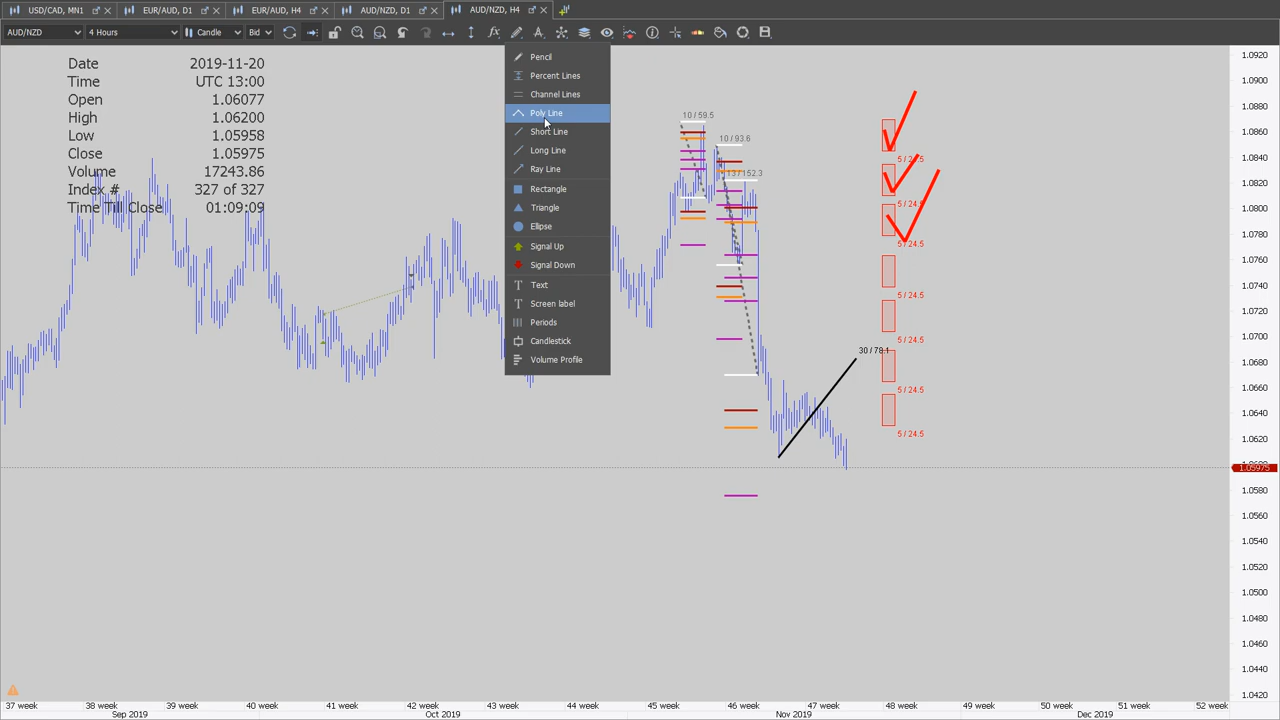 USD/CAD, MN1
EUR/AUD, D1
EUR/AUD, H4
AUD/NZD, D1
AUD/NZD, H4
AUD/NZD
4 Hours
Candle
Bid
Date 2019-11-20
Time UTC 13:00
Open 1.06077
High 1.06200
Low 1.05958
Close 1.05975
Volume 17243.86
Index # 327 of 327
Time Till Close 01:09:09
Pencil
Percent Lines
Channel Lines
Poly Line
Short Line
Long Line
Ray Line
Rectangle
Triangle
Ellipse
Signal Up
Signal Down
Text
Screen label
Periods
Candlestick
Volume Profile
10 / 59.5
10 / 93.6
13 / 152.3
30 / 78.1
5 / 24.5
5 / 24.5
5 / 24.5
5 / 24.5
5 / 24.5
5 / 24.5
1.0920
1.0900
1.0880
1.0860
1.0840
1.0820
1.0800
1.0780
1.0760
1.0740
1.0720
1.0700
1.0680
1.0660
1.0640
1.0620
1.05975
1.0580
1.0560
1.0540
1.0520
1.0500
1.0480
1.0460
1.0440
1.0420
37 week 38 week 39 week 40 week 41 week 42 week 43 week 44 week 45 week 46 week 47 week 48 week 49 week 50 week 51 week 52 week
Sep 2019 Oct 2019 Nov 2019 Dec 2019